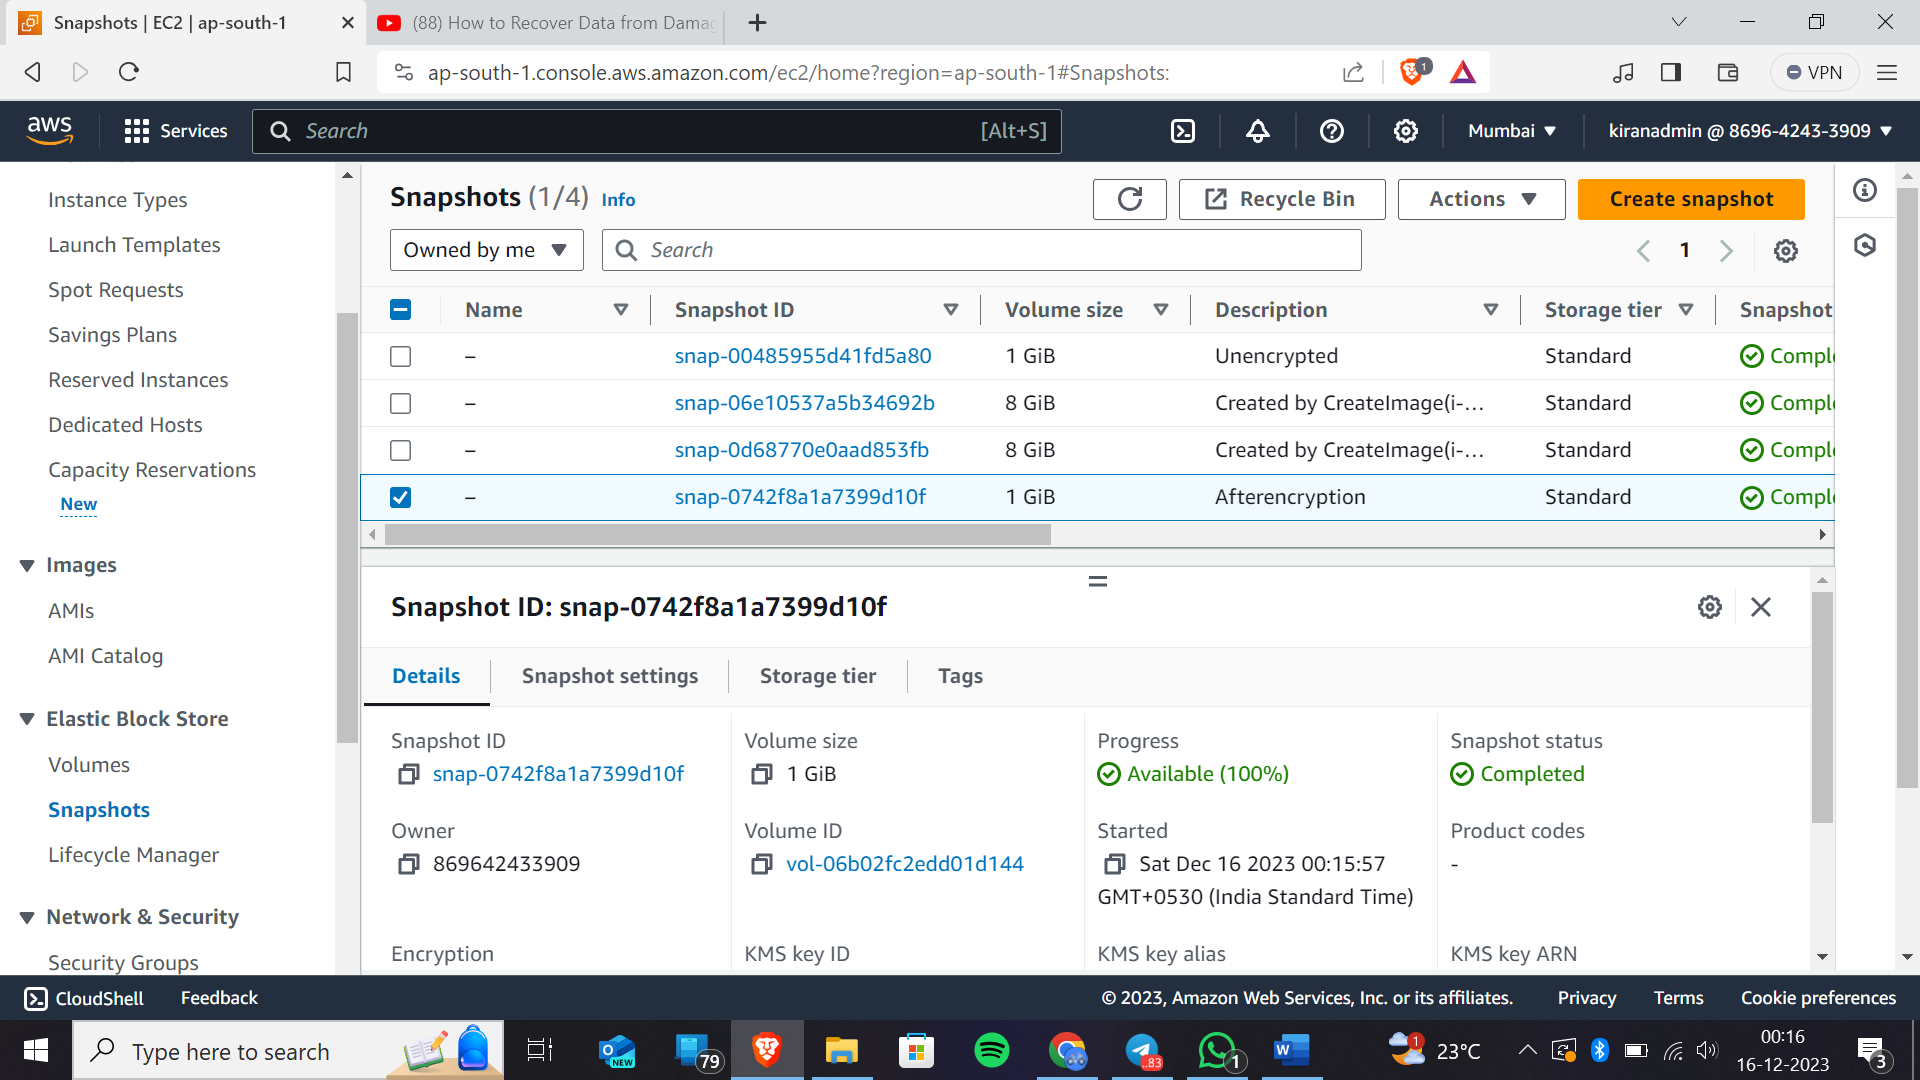 Snapshots | EC2 | ap-south-1
(88) How to Recover Data from Damag
ap-south-1.console.aws.amazon.com/ec2/home?region=ap-south-1#Snapshots:
1
VPN
aws
Services
Search
[Alt+S]
Mumbai
kiranadmin @ 8696-4243-3909
Instance Types
Launch Templates
Spot Requests
Savings Plans
Reserved Instances
Dedicated Hosts
Capacity Reservations
New
Images
AMIs
AMI Catalog
Elastic Block Store
Volumes
Snapshots
Lifecycle Manager
Network & Security
Security Groups
Snapshots (1/4) Info
Recycle Bin
Actions
Create snapshot
Owned by me
Search
1
Name Snapshot ID Volume size Description Storage tier Snapshot
– snap-00485955d41fd5a80 1 GiB Unencrypted Standard Comple
– snap-06e10537a5b34692b 8 GiB Created by CreateImage(i-... Standard Comple
– snap-0d68770e0aad853fb 8 GiB Created by CreateImage(i-... Standard Comple
– snap-0742f8a1a7399d10f 1 GiB Afterencryption Standard Comple
Snapshot ID: snap-0742f8a1a7399d10f
Details Snapshot settings Storage tier Tags
Snapshot ID
snap-0742f8a1a7399d10f
Volume size
1 GiB
Progress
Available (100%)
Snapshot status
Completed
Owner
869642433909
Volume ID
vol-06b02fc2edd01d144
Started
Sat Dec 16 2023 00:15:57
GMT+0530 (India Standard Time)
Product codes
-
Encryption
KMS key ID
KMS key alias
KMS key ARN
CloudShell
Feedback
© 2023, Amazon Web Services, Inc. or its affiliates.
Privacy
Terms
Cookie preferences
Type here to search
NEW
79
..83
1
W
1
23°C
00:16
16-12-2023
3